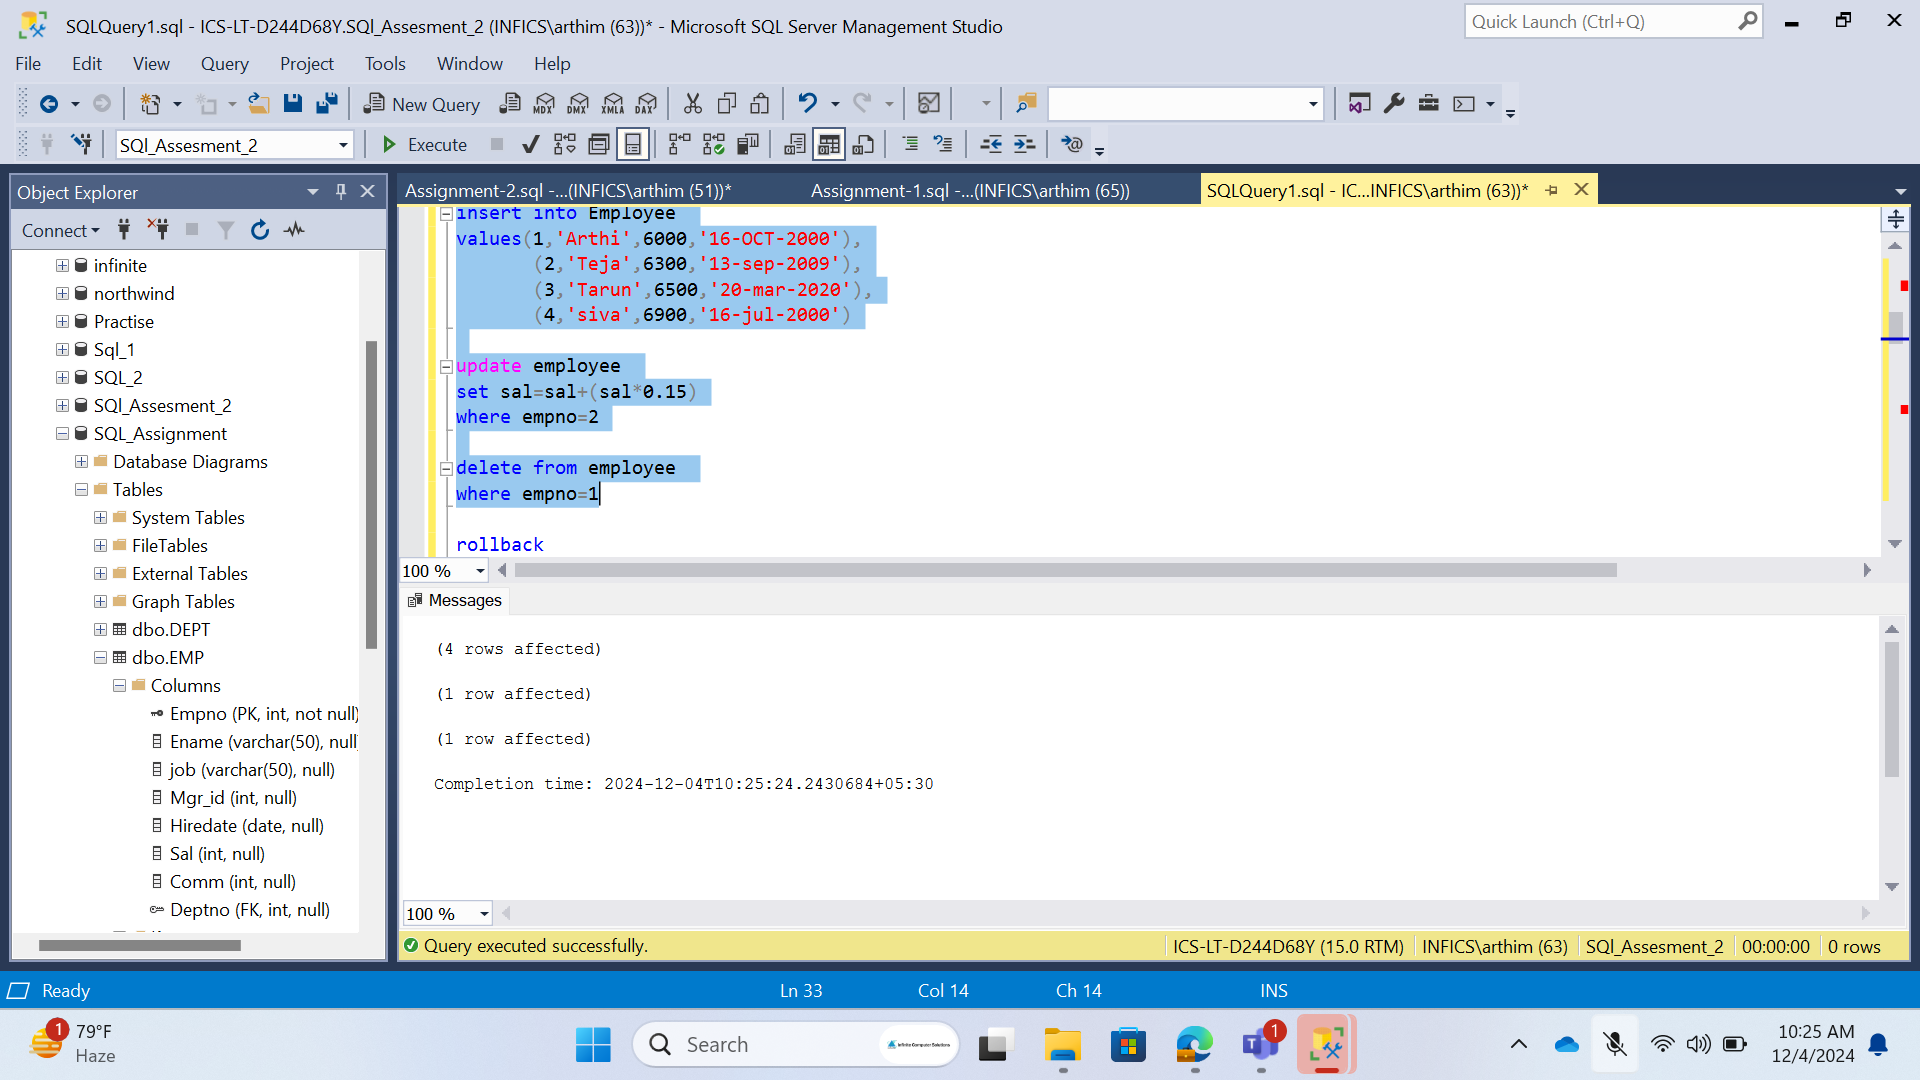 SQLQuery1.sql - ICS-LT-D244D68Y.SQl_Assesment_2 (INFICS\arthim (63))* - Microsoft SQL Server Management Studio
Quick Launch (Ctrl+Q)
File Edit View Query Project Tools Window Help
New Query MDX DMX XMLA DAX
SQl_Assesment_2 Execute
Object Explorer
Connect
infinite
northwind
Practise
Sql_1
SQL_2
SQl_Assesment_2
SQL_Assignment
Database Diagrams
Tables
System Tables
FileTables
External Tables
Graph Tables
dbo.DEPT
dbo.EMP
Columns
Empno (PK, int, not null)
Ename (varchar(50), null
job (varchar(50), null)
Mgr_id (int, null)
Hiredate (date, null)
Sal (int, null)
Comm (int, null)
Deptno (FK, int, null)
Assignment-2.sql -...(INFICS\arthim (51))* Assignment-1.sql -...(INFICS\arthim (65)) SQLQuery1.sql - IC...INFICS\arthim (63))*
insert into Employee
values(1,'Arthi',6000,'16-OCT-2000'),
(2,'Teja',6300,'13-sep-2009'),
(3,'Tarun',6500,'20-mar-2020'),
(4,'siva',6900,'16-jul-2000')
update employee
set sal=sal+(sal*0.15)
where empno=2
delete from employee
where empno=1
rollback
100 %
Messages
(4 rows affected)
(1 row affected)
(1 row affected)
Completion time: 2024-12-04T10:25:24.2430684+05:30
100 %
Query executed successfully. ICS-LT-D244D68Y (15.0 RTM) INFICS\arthim (63) SQl_Assesment_2 00:00:00 0 rows
Ready Ln 33 Col 14 Ch 14 INS
1 79°F
Haze
Search Infinite Computer Solutions
T 1
10:25 AM
12/4/2024